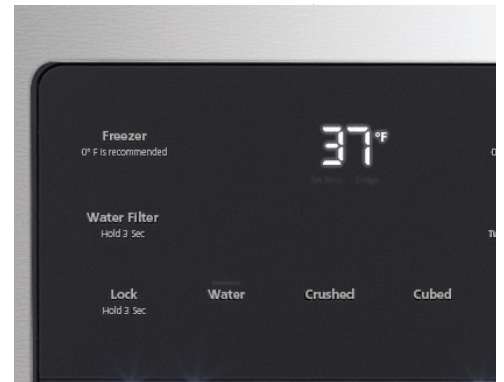 Freezer
0° F is recommended
37°F
Water Filter
Hold 3 Sec
Lock
Hold 3 Sec
Water
Crushed
Cubed